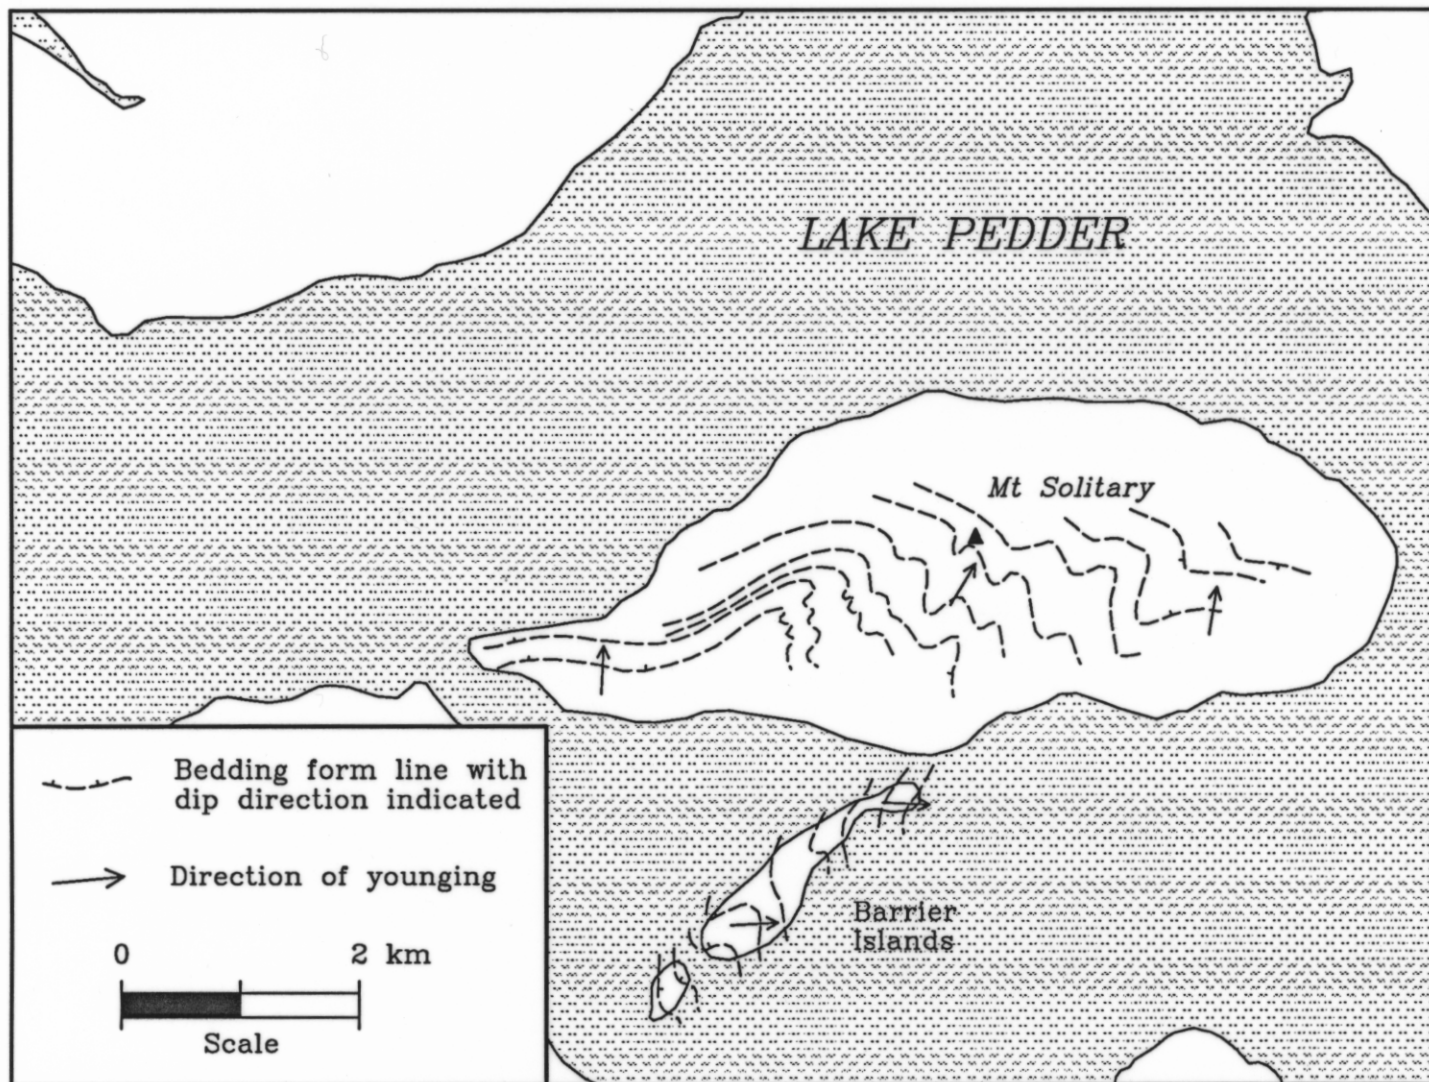 LAKE PEDDER
Mt Solitary
Bedding form line with
dip direction indicated
Direction of younging
0 2 km
Scale
Barrier
Islands